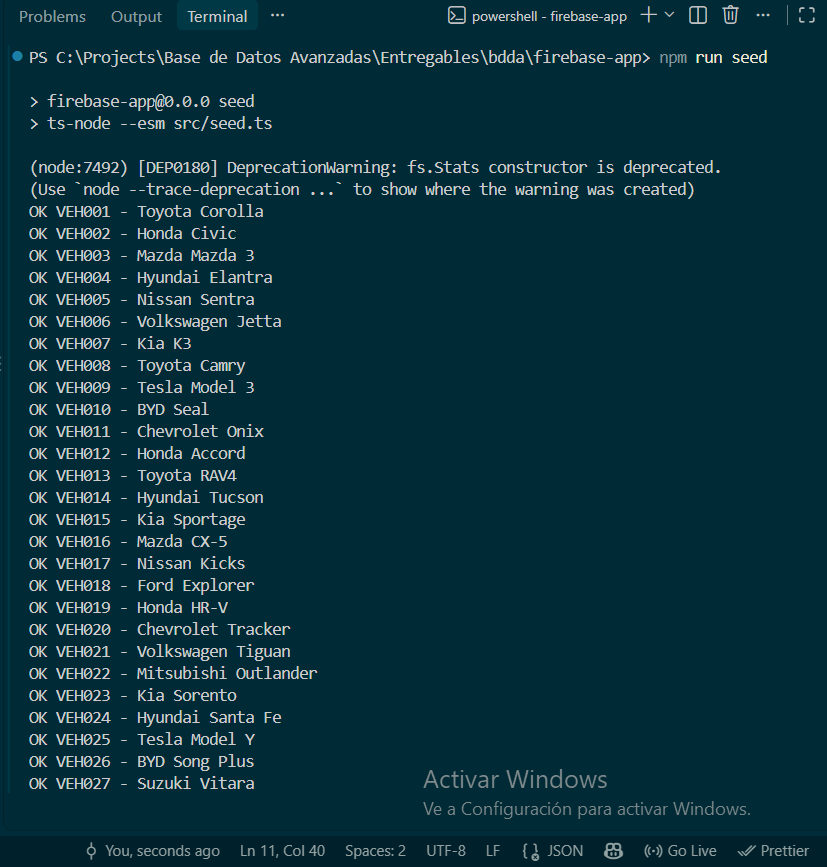 Problems Output Terminal ··· powershell - firebase-app
PS C:\Projects\Base de Datos Avanzadas\Entregables\bdda\firebase-app> npm run seed
> firebase-app@0.0.0 seed
> ts-node --esm src/seed.ts
(node:7492) [DEP0180] DeprecationWarning: fs.Stats constructor is deprecated.
(Use `node --trace-deprecation ...` to show where the warning was created)
OK VEH001 - Toyota Corolla
OK VEH002 - Honda Civic
OK VEH003 - Mazda Mazda 3
OK VEH004 - Hyundai Elantra
OK VEH005 - Nissan Sentra
OK VEH006 - Volkswagen Jetta
OK VEH007 - Kia K3
OK VEH008 - Toyota Camry
OK VEH009 - Tesla Model 3
OK VEH010 - BYD Seal
OK VEH011 - Chevrolet Onix
OK VEH012 - Honda Accord
OK VEH013 - Toyota RAV4
OK VEH014 - Hyundai Tucson
OK VEH015 - Kia Sportage
OK VEH016 - Mazda CX-5
OK VEH017 - Nissan Kicks
OK VEH018 - Ford Explorer
OK VEH019 - Honda HR-V
OK VEH020 - Chevrolet Tracker
OK VEH021 - Volkswagen Tiguan
OK VEH022 - Mitsubishi Outlander
OK VEH023 - Kia Sorento
OK VEH024 - Hyundai Santa Fe
OK VEH025 - Tesla Model Y
OK VEH026 - BYD Song Plus
OK VEH027 - Suzuki Vitara
Activar Windows
Ve a Configuración para activar Windows.
You, seconds ago Ln 11, Col 40 Spaces: 2 UTF-8 LF JSON Go Live Prettier